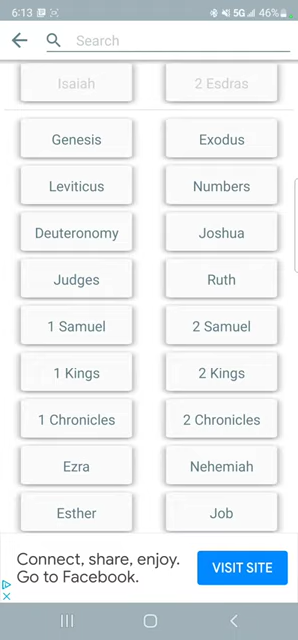 6:13 5G 46%
Search
Isaiah 2 Esdras
Genesis Exodus
Leviticus Numbers
Deuteronomy Joshua
Judges Ruth
1 Samuel 2 Samuel
1 Kings 2 Kings
1 Chronicles 2 Chronicles
Ezra Nehemiah
Esther Job
Connect, share, enjoy.
Go to Facebook.
VISIT SITE